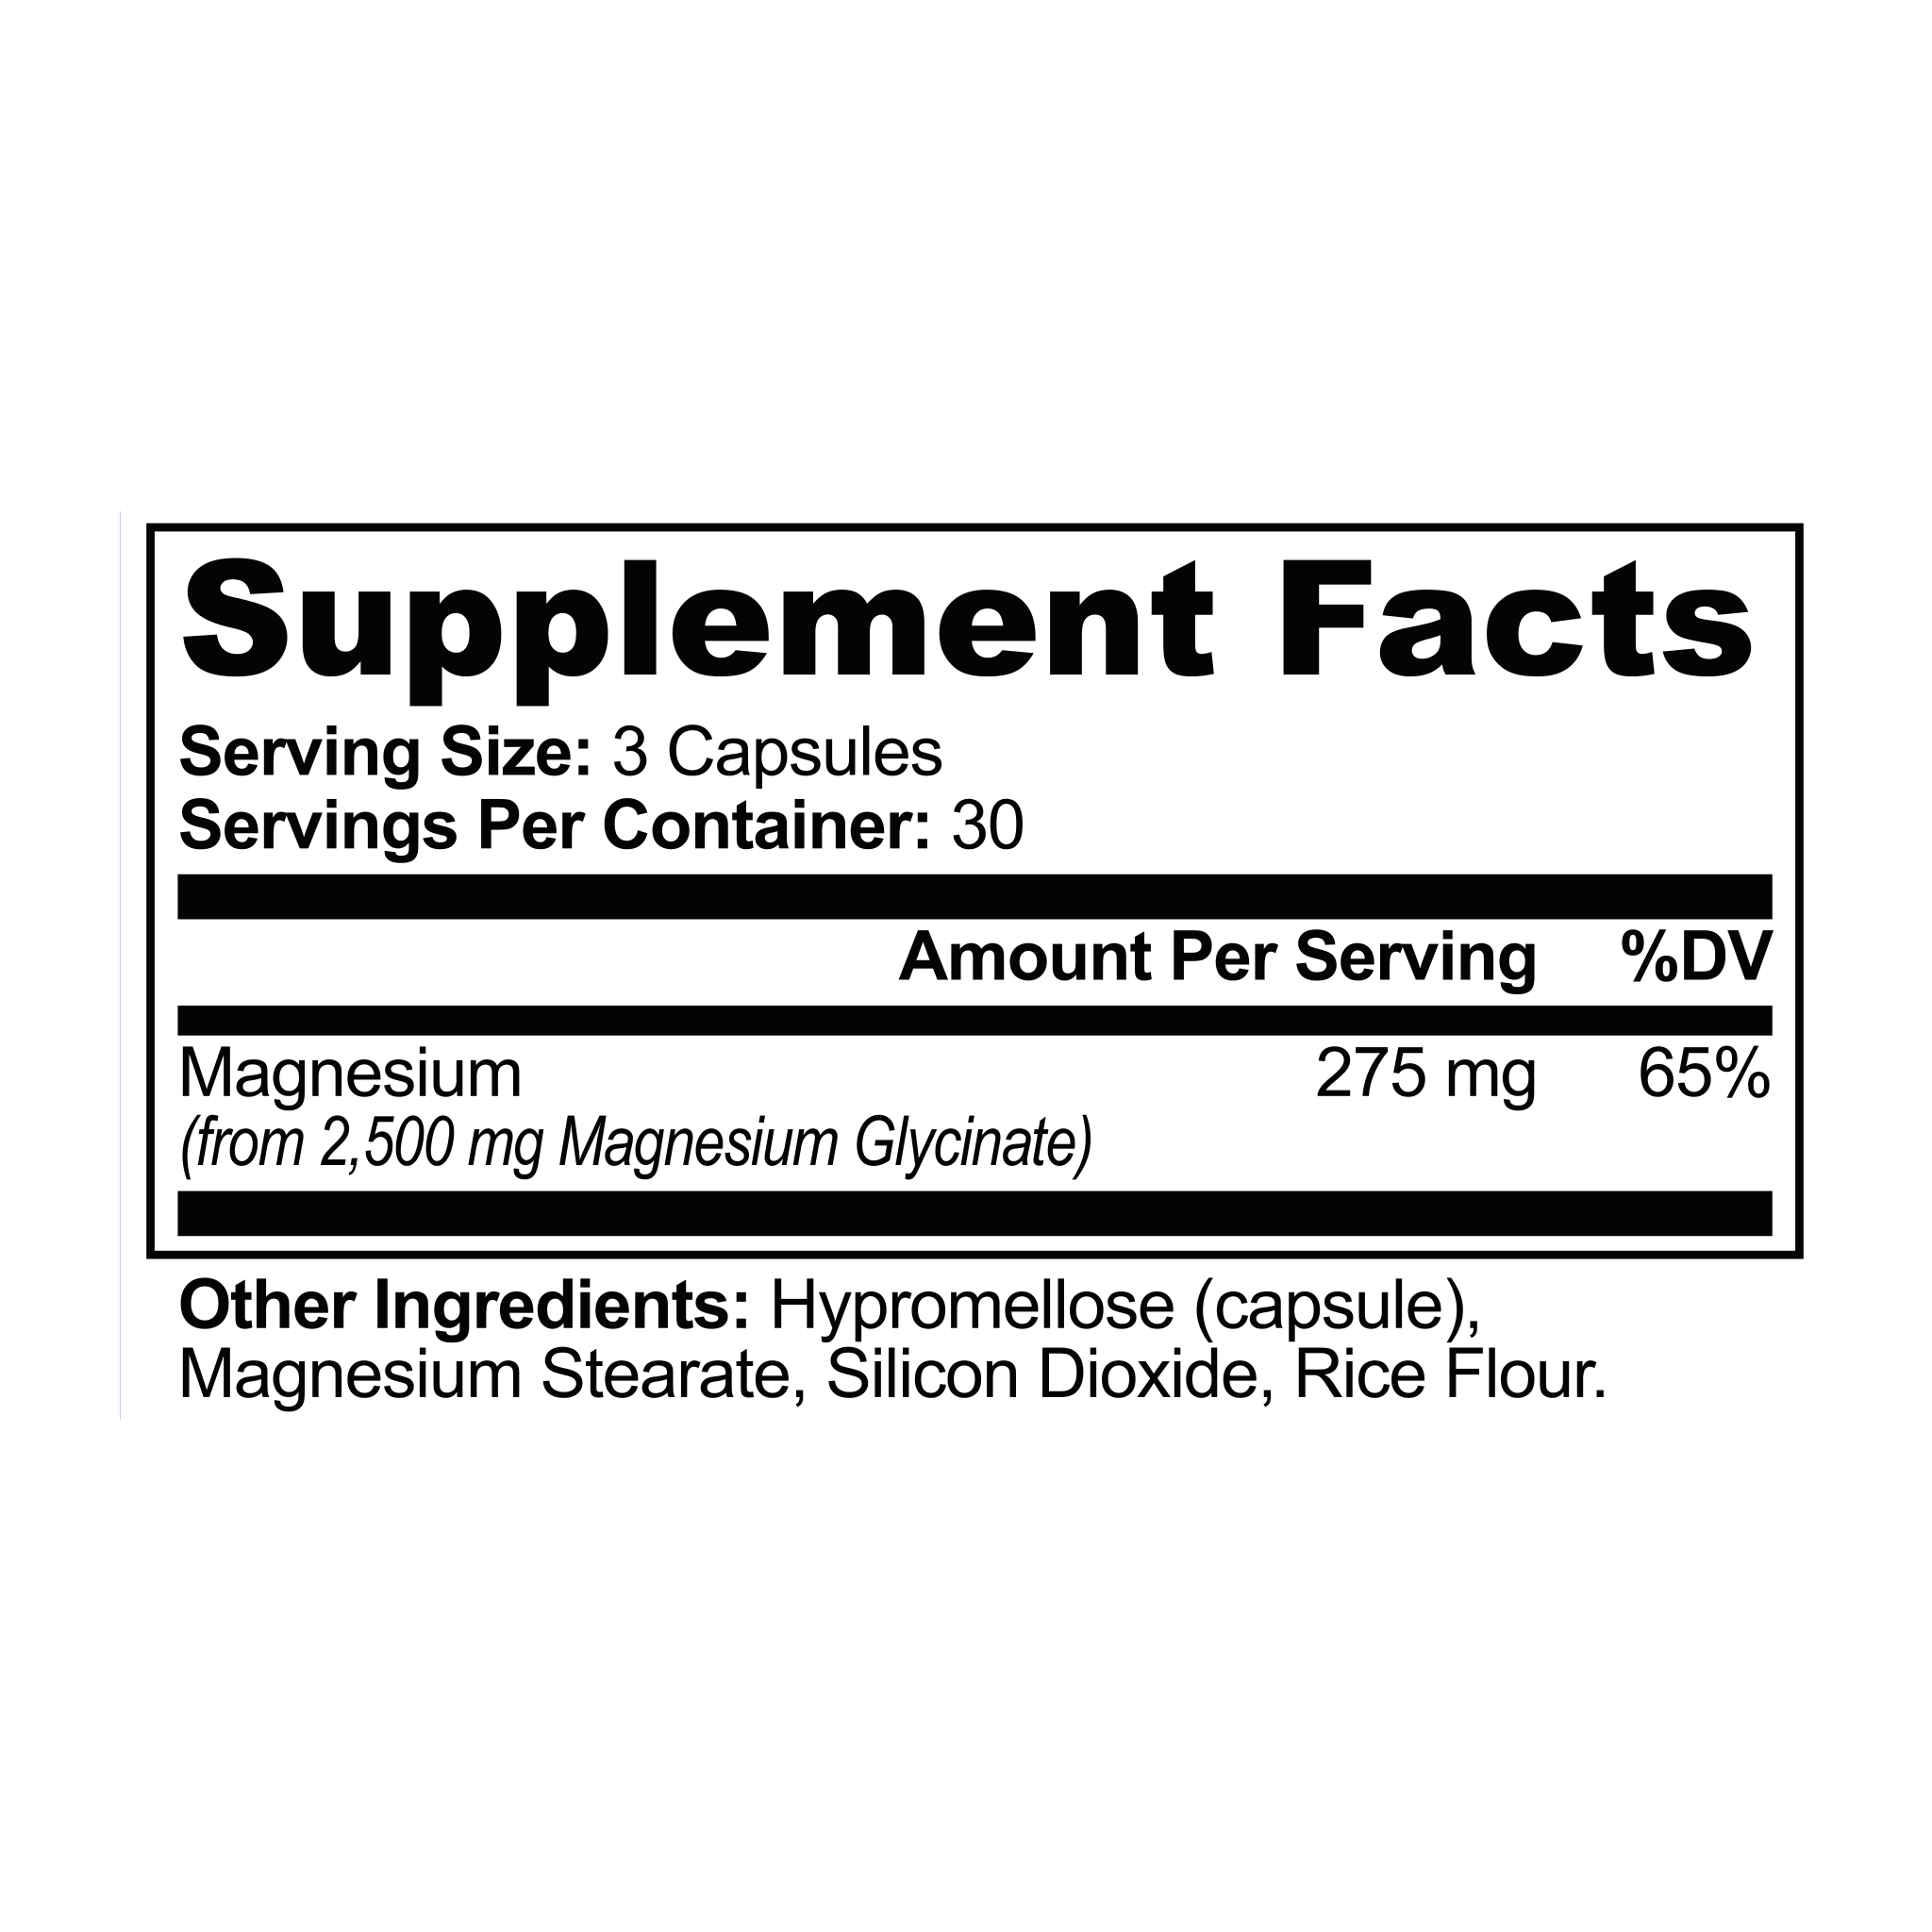 Supplement Facts
Serving Size: 3 Capsules
Servings Per Container: 30
Amount Per Serving %DV
Magnesium 275 mg 65%
(from 2,500 mg Magnesium Glycinate)
Other Ingredients: Hypromellose (capsule),
Magnesium Stearate, Silicon Dioxide, Rice Flour.